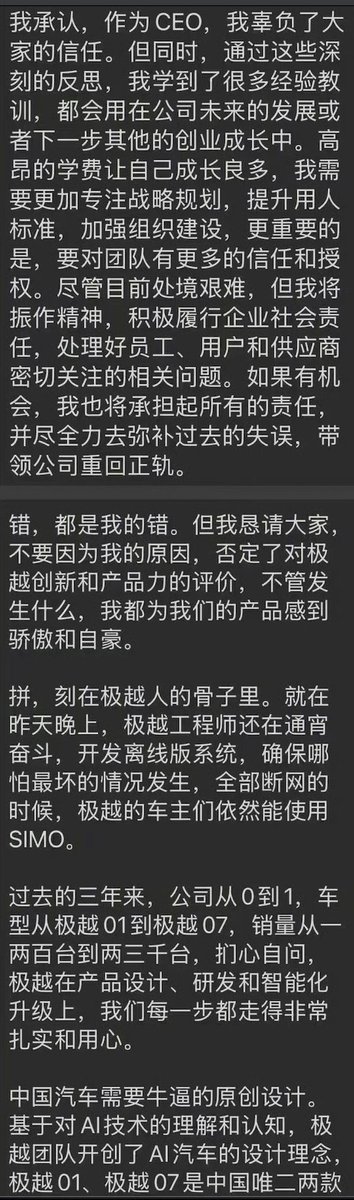 我承认，作为CEO，我辜负了大
家的信任。但同时，通过这些深
刻的反思，我学到了很多经验教
训，都会用在公司未来的发展或
者下一步其他的创业成长中。高
昂的学费让自己成长良多，我需
要更加专注战略规划，提升用人
标准，加强组织建设，更重要的
是，要对团队有更多的信任和授
权。尽管目前处境艰难，但我将
振作精神，积极履行企业社会责
任，处理好员工、用户和供应商
密切关注的相关问题。如果有机
会，我也将承担起所有的责任，
并尽全力去弥补过去的失误，带
领公司重回正轨。
错，都是我的错。但我恳请大家，
不要因为我的原因，否定了对极
越创新和产品力的评价，不管发
生什么，我都为我们的产品感到
骄傲和自豪。
拼，刻在极越人的骨子里。就在
昨天晚上，极越工程师还在通宵
奋斗，开发离线版系统，确保哪
怕最坏的情况发生，全部断网的
时候，极越的车主们依然能使用
SIMO。
过去的三年来，公司从0到1，车
型从极越01到极越07，销量从一
两百台到两三千台，扪心自问，
极越在产品设计、研发和智能化
升级上，我们每一步都走得非常
扎实和用心。
中国汽车需要牛逼的原创设计。
基于对AI技术的理解和认知，极
越团队开创了AI汽车的设计理念，
极越01、极越07是中国唯二两款